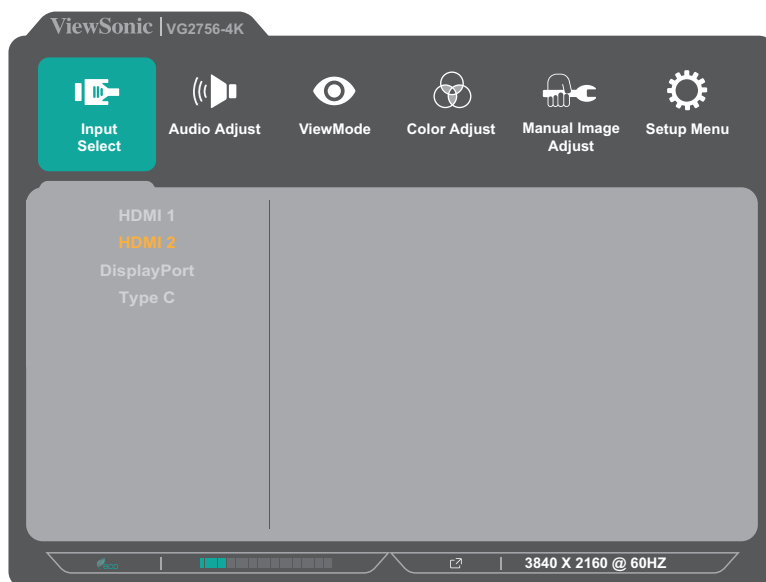 ViewSonic | VG2756-4K
Input Select
Audio Adjust
ViewMode
Color Adjust
Manual Image Adjust
Setup Menu
HDMI 1
HDMI 2
DisplayPort
Type C
ECO
3840 X 2160 @ 60HZ